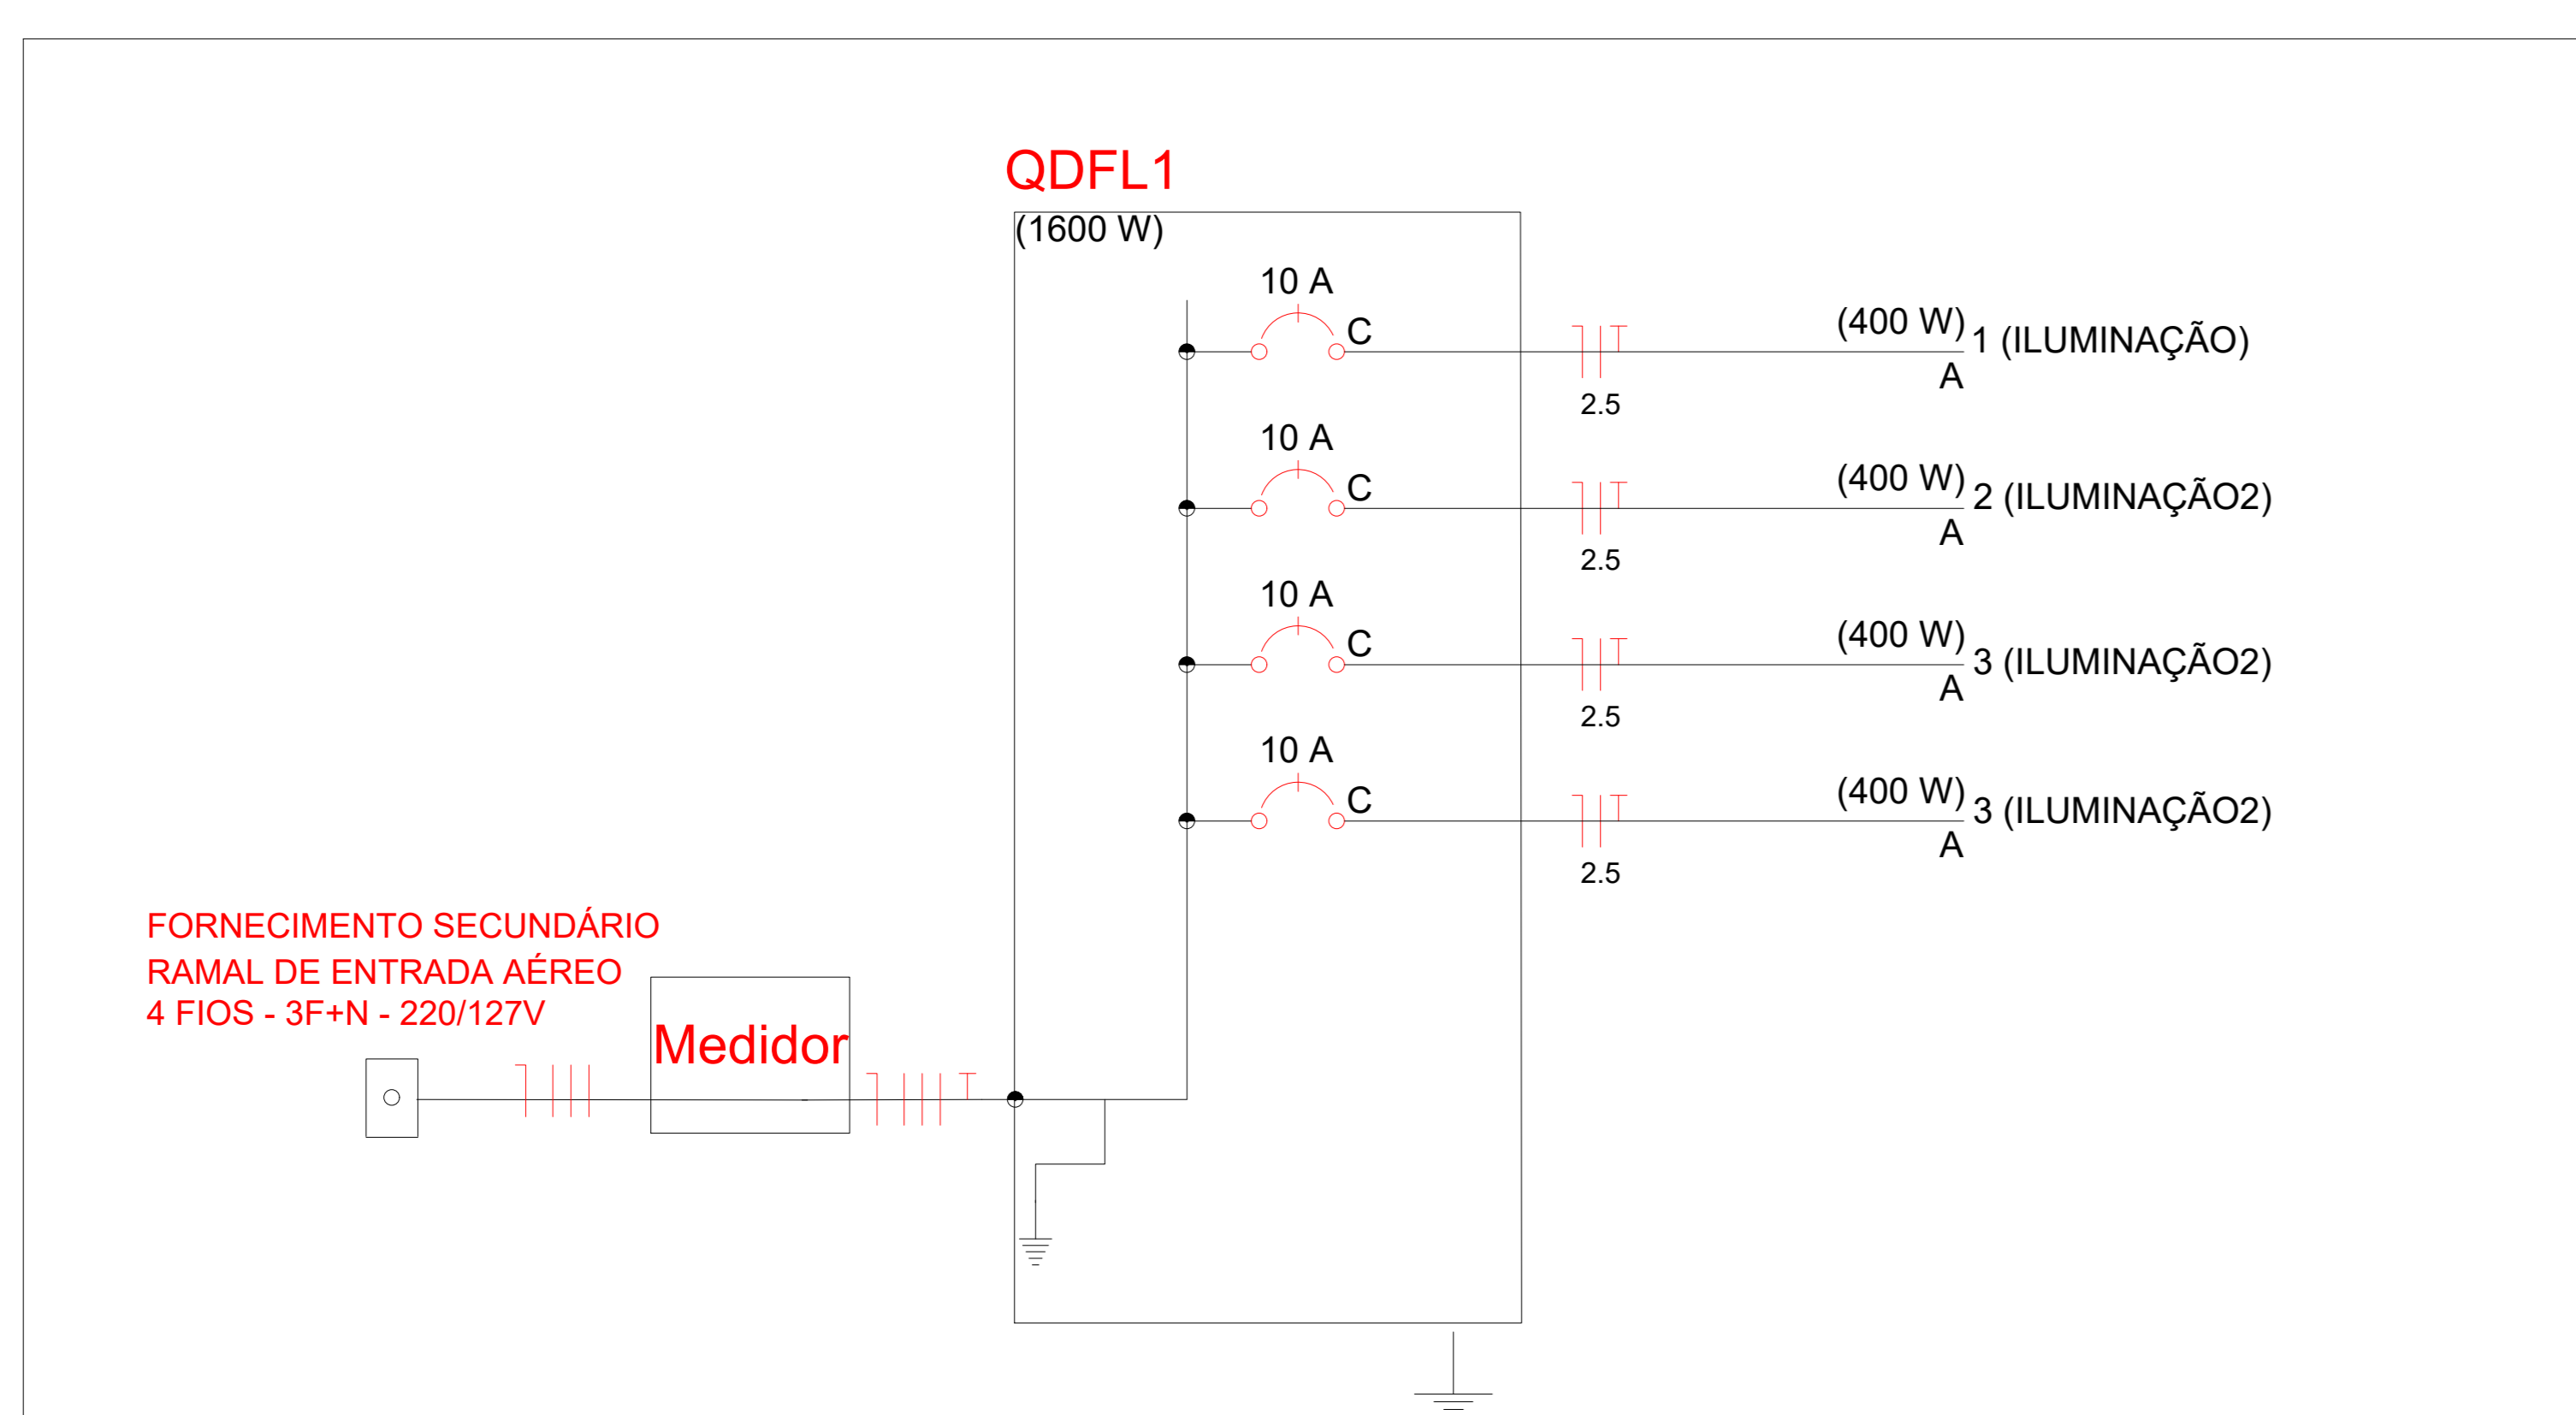 QDFL1
(1600 W)
10 A
C
(400 W)
1 (ILUMINAÇÃO)
A
2.5
10 A
C
(400 W)
2 (ILUMINAÇÃO2)
A
2.5
10 A
C
(400 W)
3 (ILUMINAÇÃO2)
A
2.5
10 A
C
(400 W)
3 (ILUMINAÇÃO2)
A
2.5
FORNECIMENTO SECUNDÁRIO
RAMAL DE ENTRADA AÉREO
4 FIOS - 3F+N - 220/127V
Medidor